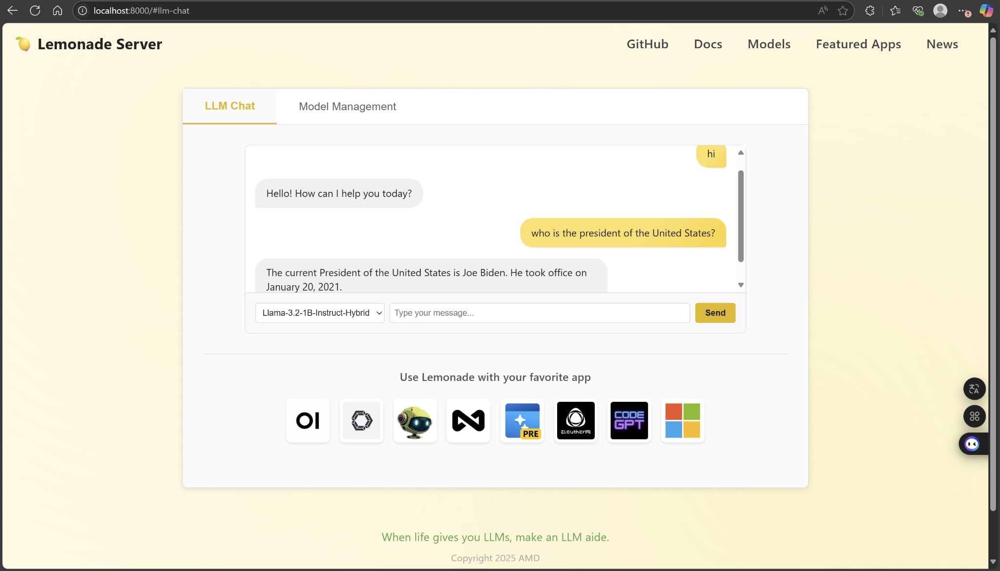 localhost:8000/#llm-chat
Lemonade Server
GitHub
Docs
Models
Featured Apps
News
LLM Chat
Model Management
hi
Hello! How can I help you today?
who is the president of the United States?
The current President of the United States is Joe Biden. He took office on
January 20, 2021.
Llama-3.2-1B-Instruct-Hybrid
Type your message...
Send
Use Lemonade with your favorite app
OI
PRE
EleutherAI
CODE
GPT
When life gives you LLMs, make an LLM aide.
Copyright 2025 AMD